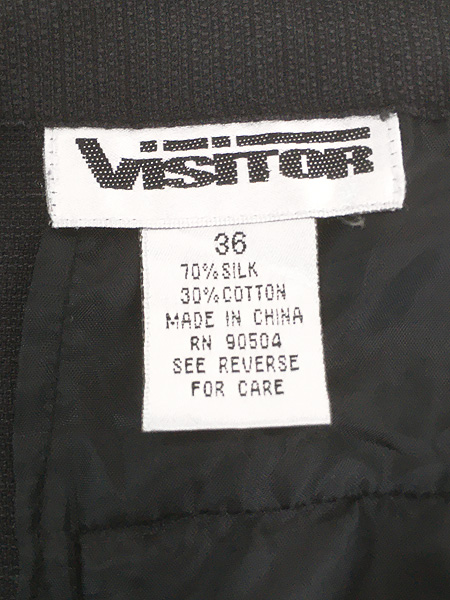 VISITOR
36
70% SILK
30% COTTON
MADE IN CHINA
RN 90504
SEE REVERSE
FOR CARE